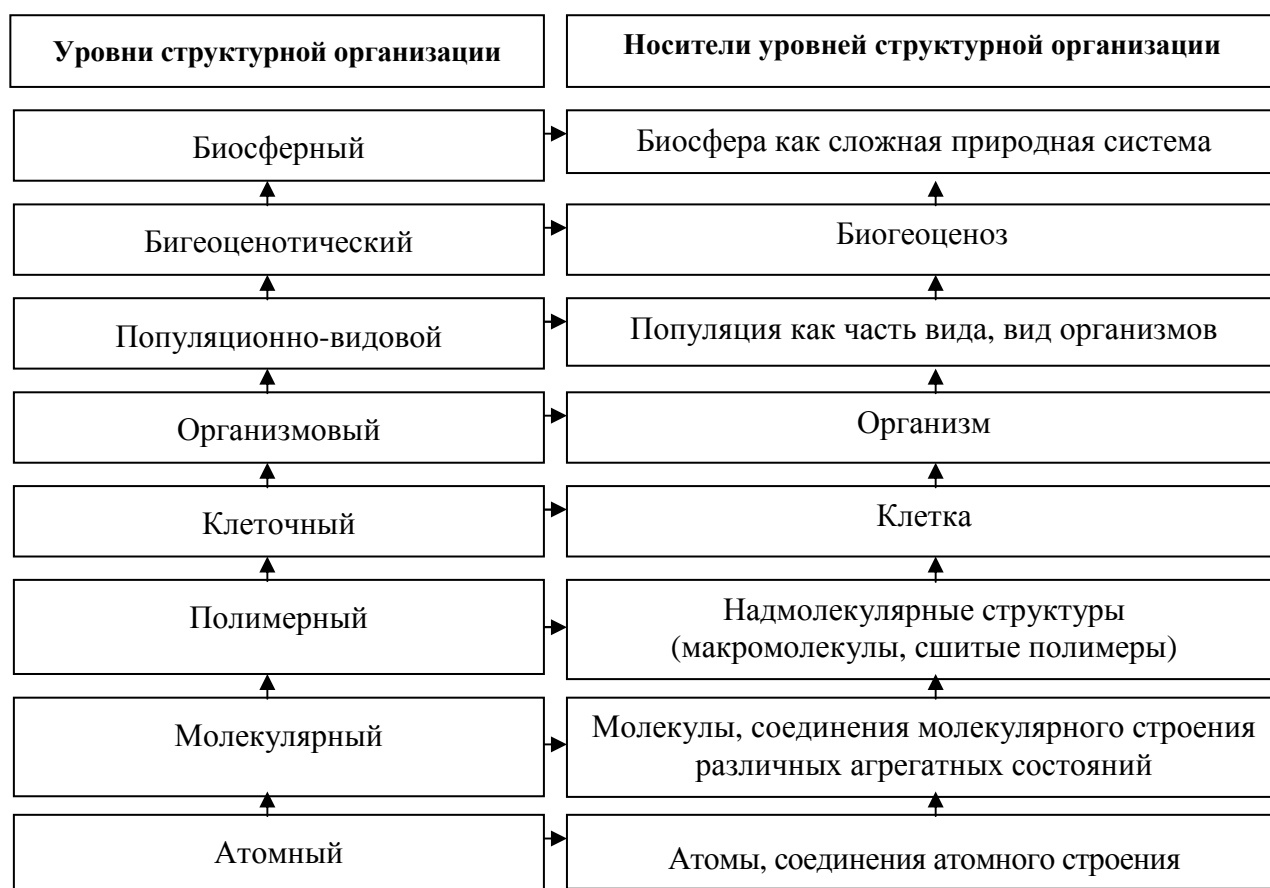 Уровни структурной организации
Носители уровней структурной организации
Биосферный
Биосфера как сложная природная система
Бигеоценотический
Биогеоценоз
Популяционно-видовой
Популяция как часть вида, вид организмов
Организмовый
Организм
Клеточный
Клетка
Полимерный
Надмолекулярные структуры
(макромолекулы, сшитые полимеры)
Молекулярный
Молекулы, соединения молекулярного строения
различных агрегатных состояний
Атомный
Атомы, соединения атомного строения